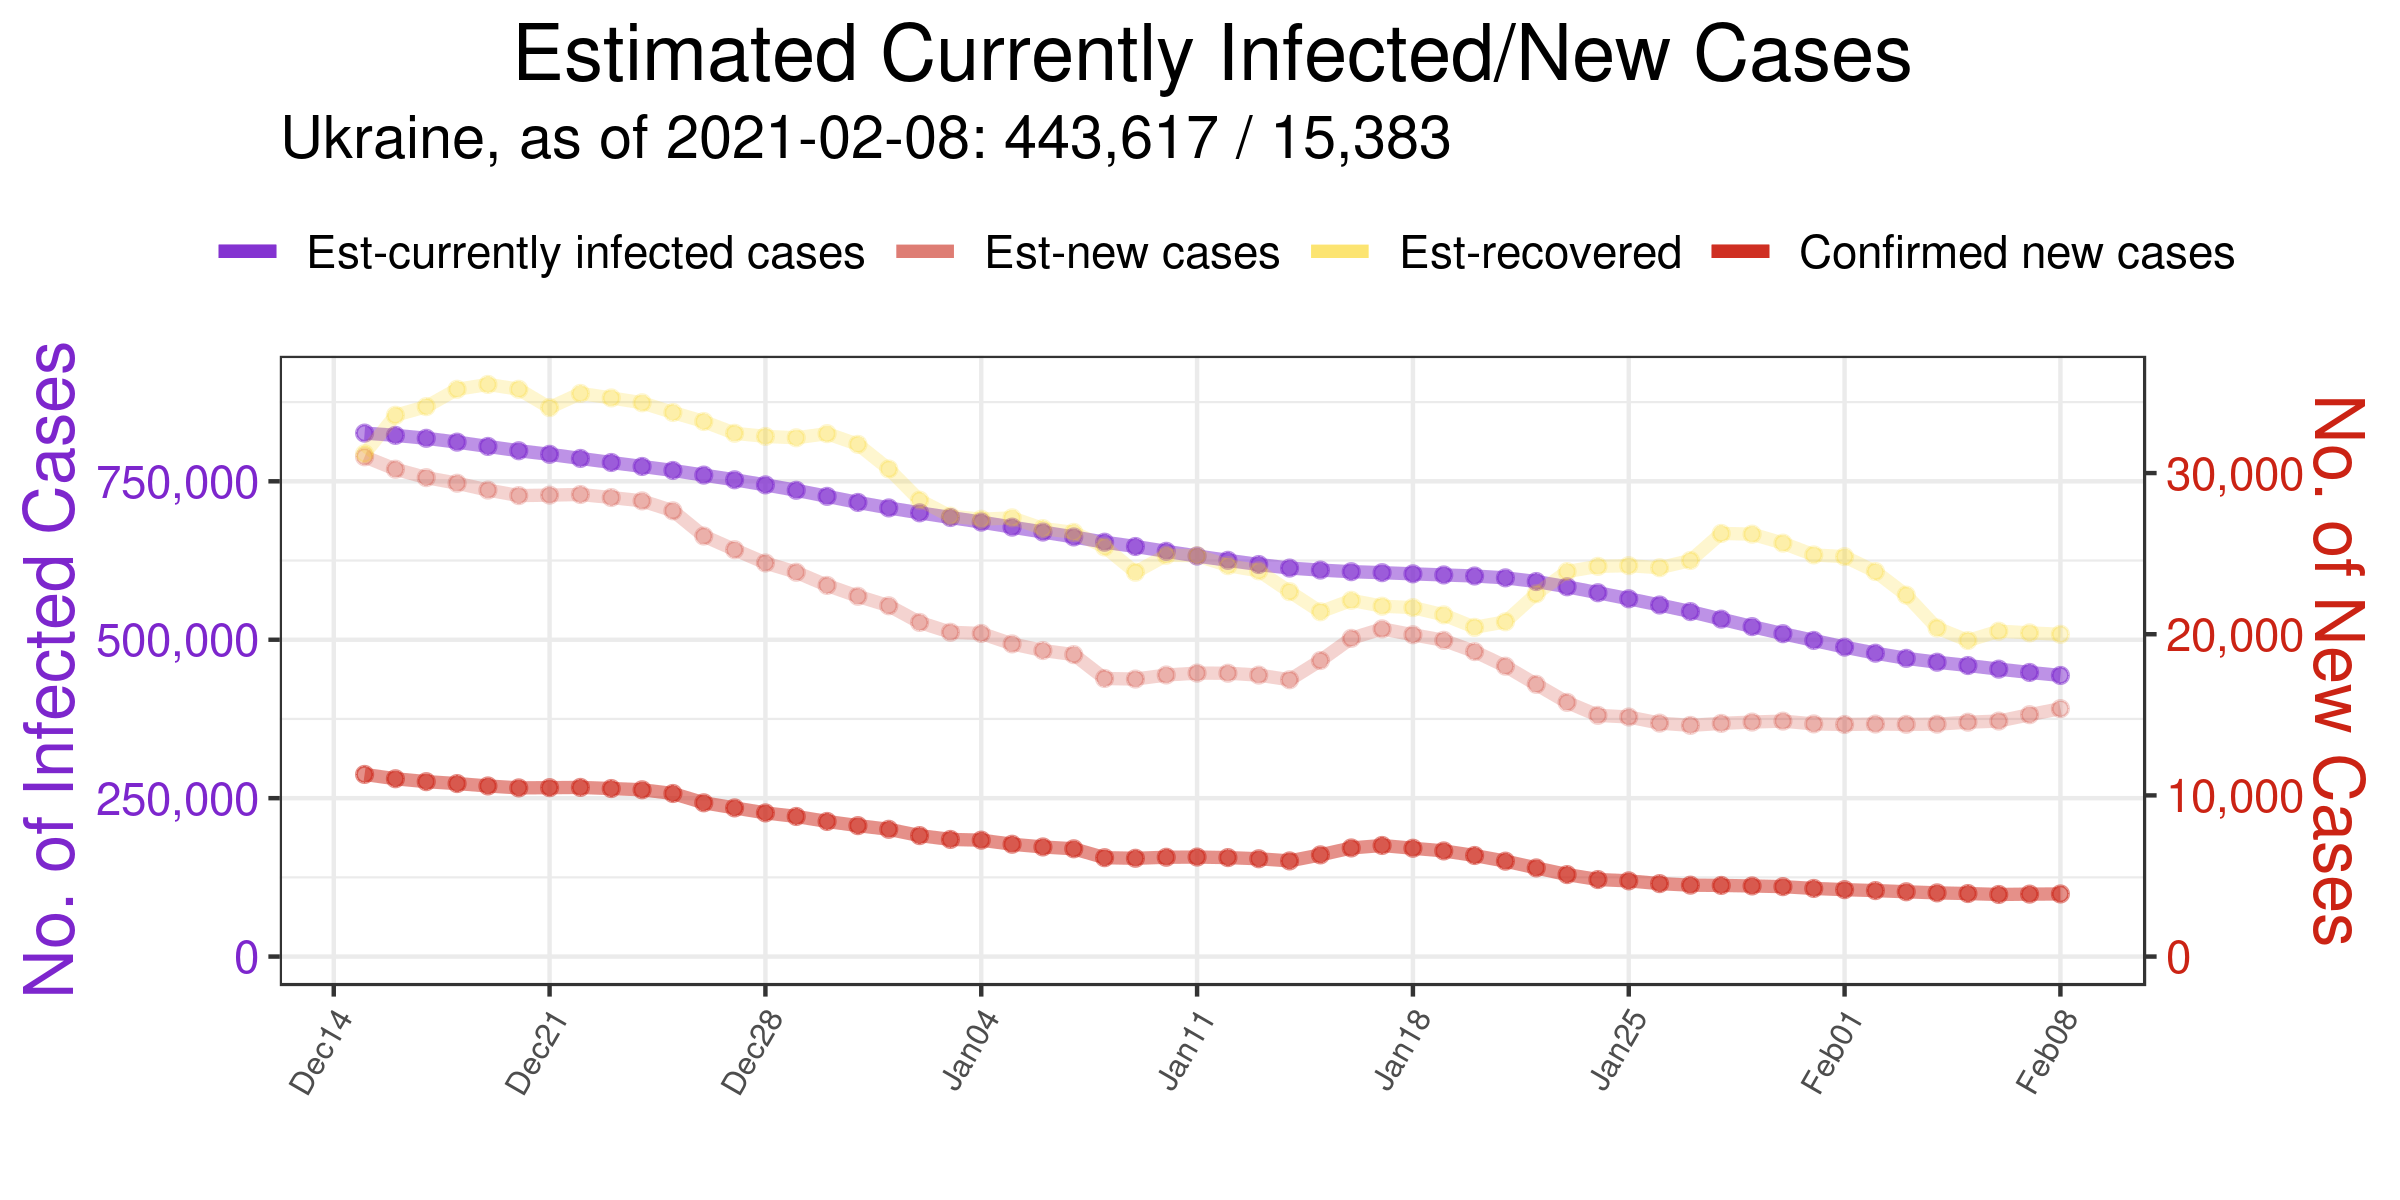 Estimated Currently Infected/New Cases
Ukraine, as of 2021-02-08: 443,617 / 15,383
Est-currently infected cases
Est-new cases
Est-recovered
Confirmed new cases
No. of Infected Cases
750,000
500,000
250,000
0
30,000
20,000
10,000
0
No. of New Cases
Dec14
Dec21
Dec28
Jan04
Jan11
Jan18
Jan25
Feb01
Feb08